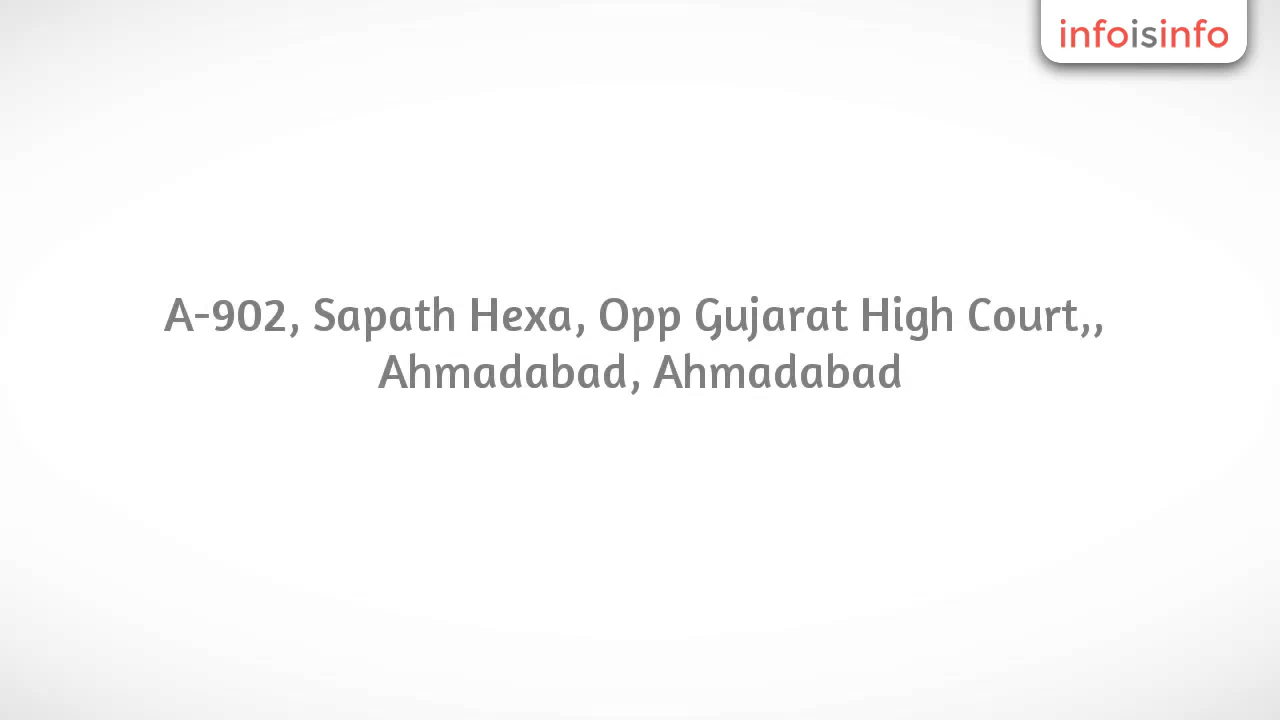 infoisinfo
A-902, Sapath Hexa, Opp Gujarat High Court,,
Ahmadabad, Ahmadabad